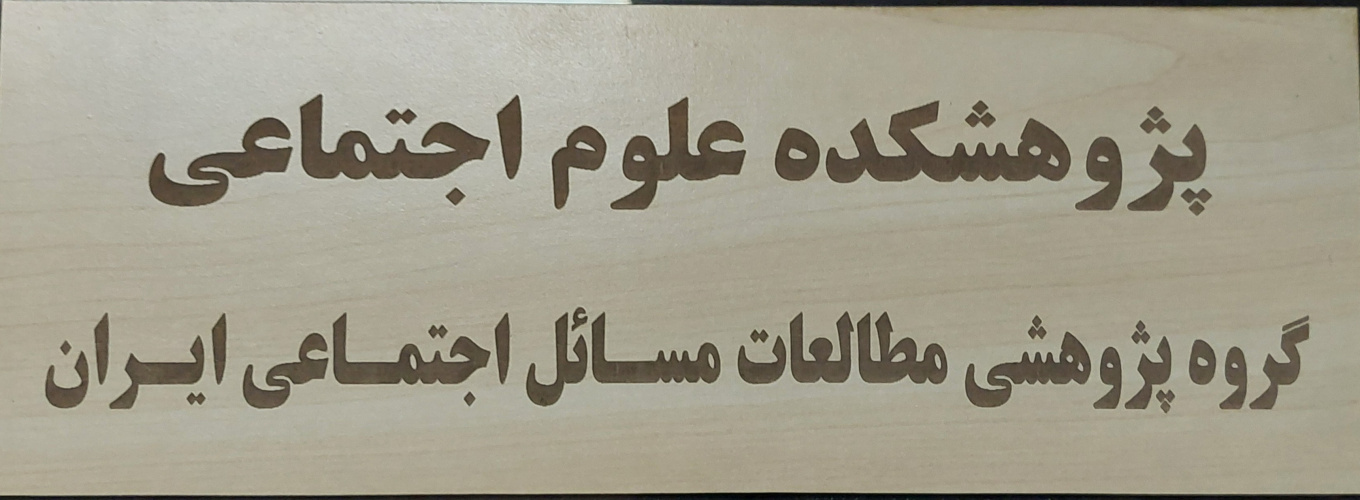 پژوهشکده علوم اجتماعی
گروه پژوهشی مطالعات مسائل اجتماعی ایران